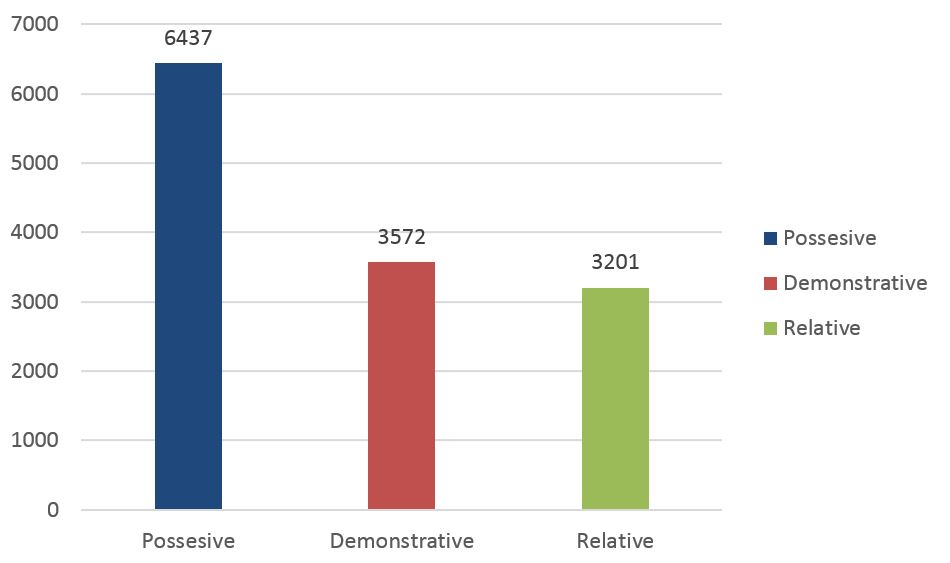 7000
6437
6000
5000
4000
3572
3201
3000
2000
1000
0
Possesive
Demonstrative
Relative
Possesive
Demonstrative
Relative